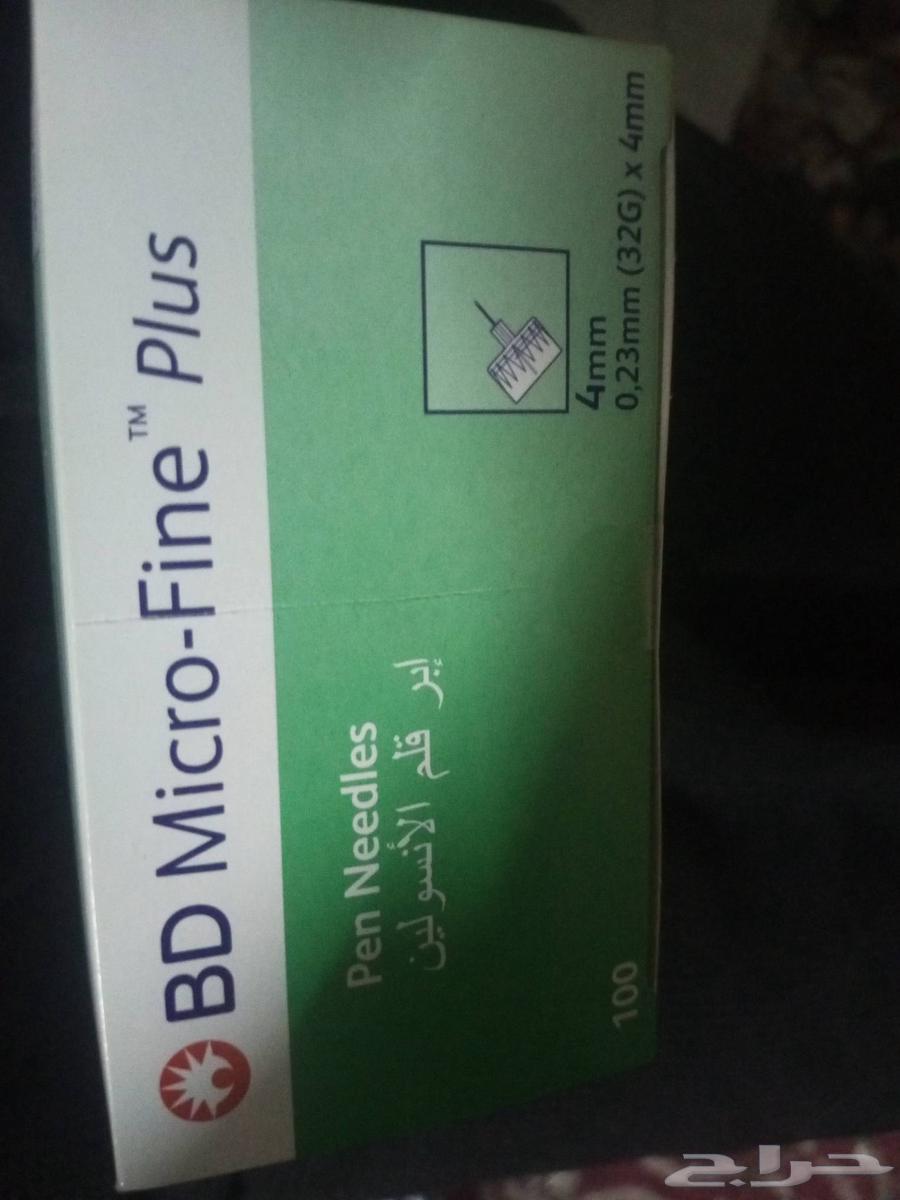 BD Micro-Fine™ Plus
Pen Needles
إبر قلم الأنسولين
100
4mm
0,23mm (32G) x 4mm
حراج